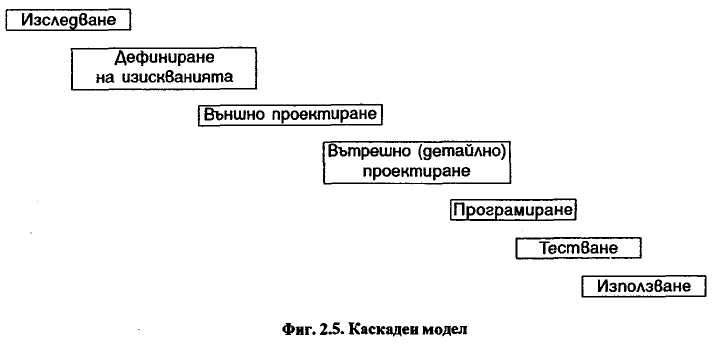 Изследване
Дефиниране
на изискванията
Външно проектиране
Вътрешно (детайлно)
проектиране
Програмиране
Тестване
Използване
Фиг. 2.5. Каскаден модел